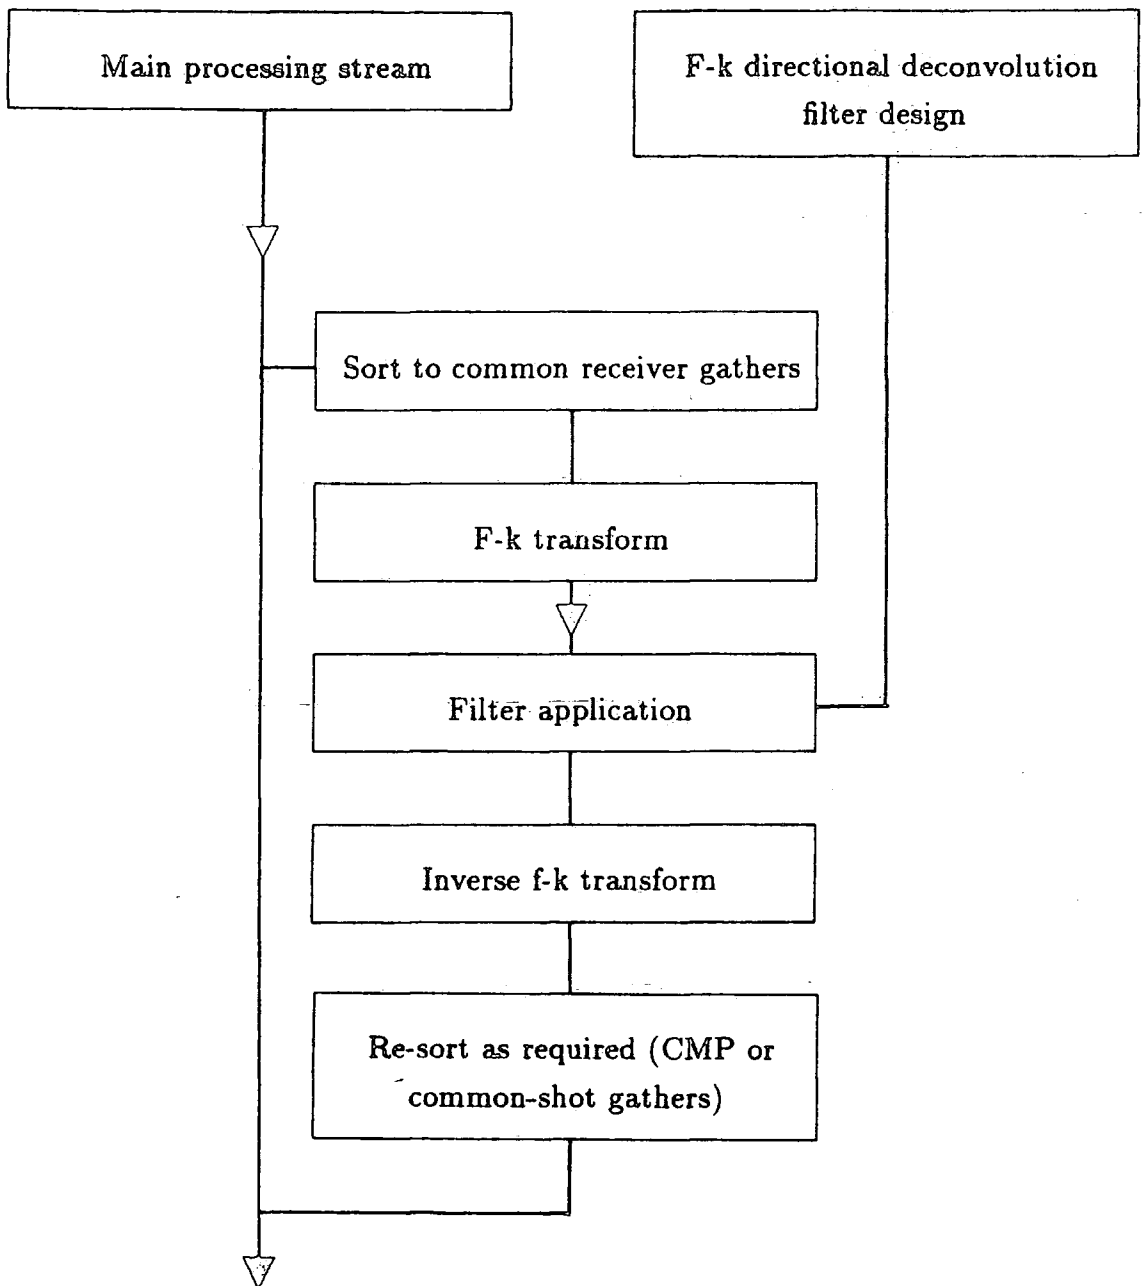 Main processing stream
F-k directional deconvolution
filter design
Sort to common receiver gathers
F-k transform
Filter application
Inverse f-k transform
Re-sort as required (CMP or
common-shot gathers)